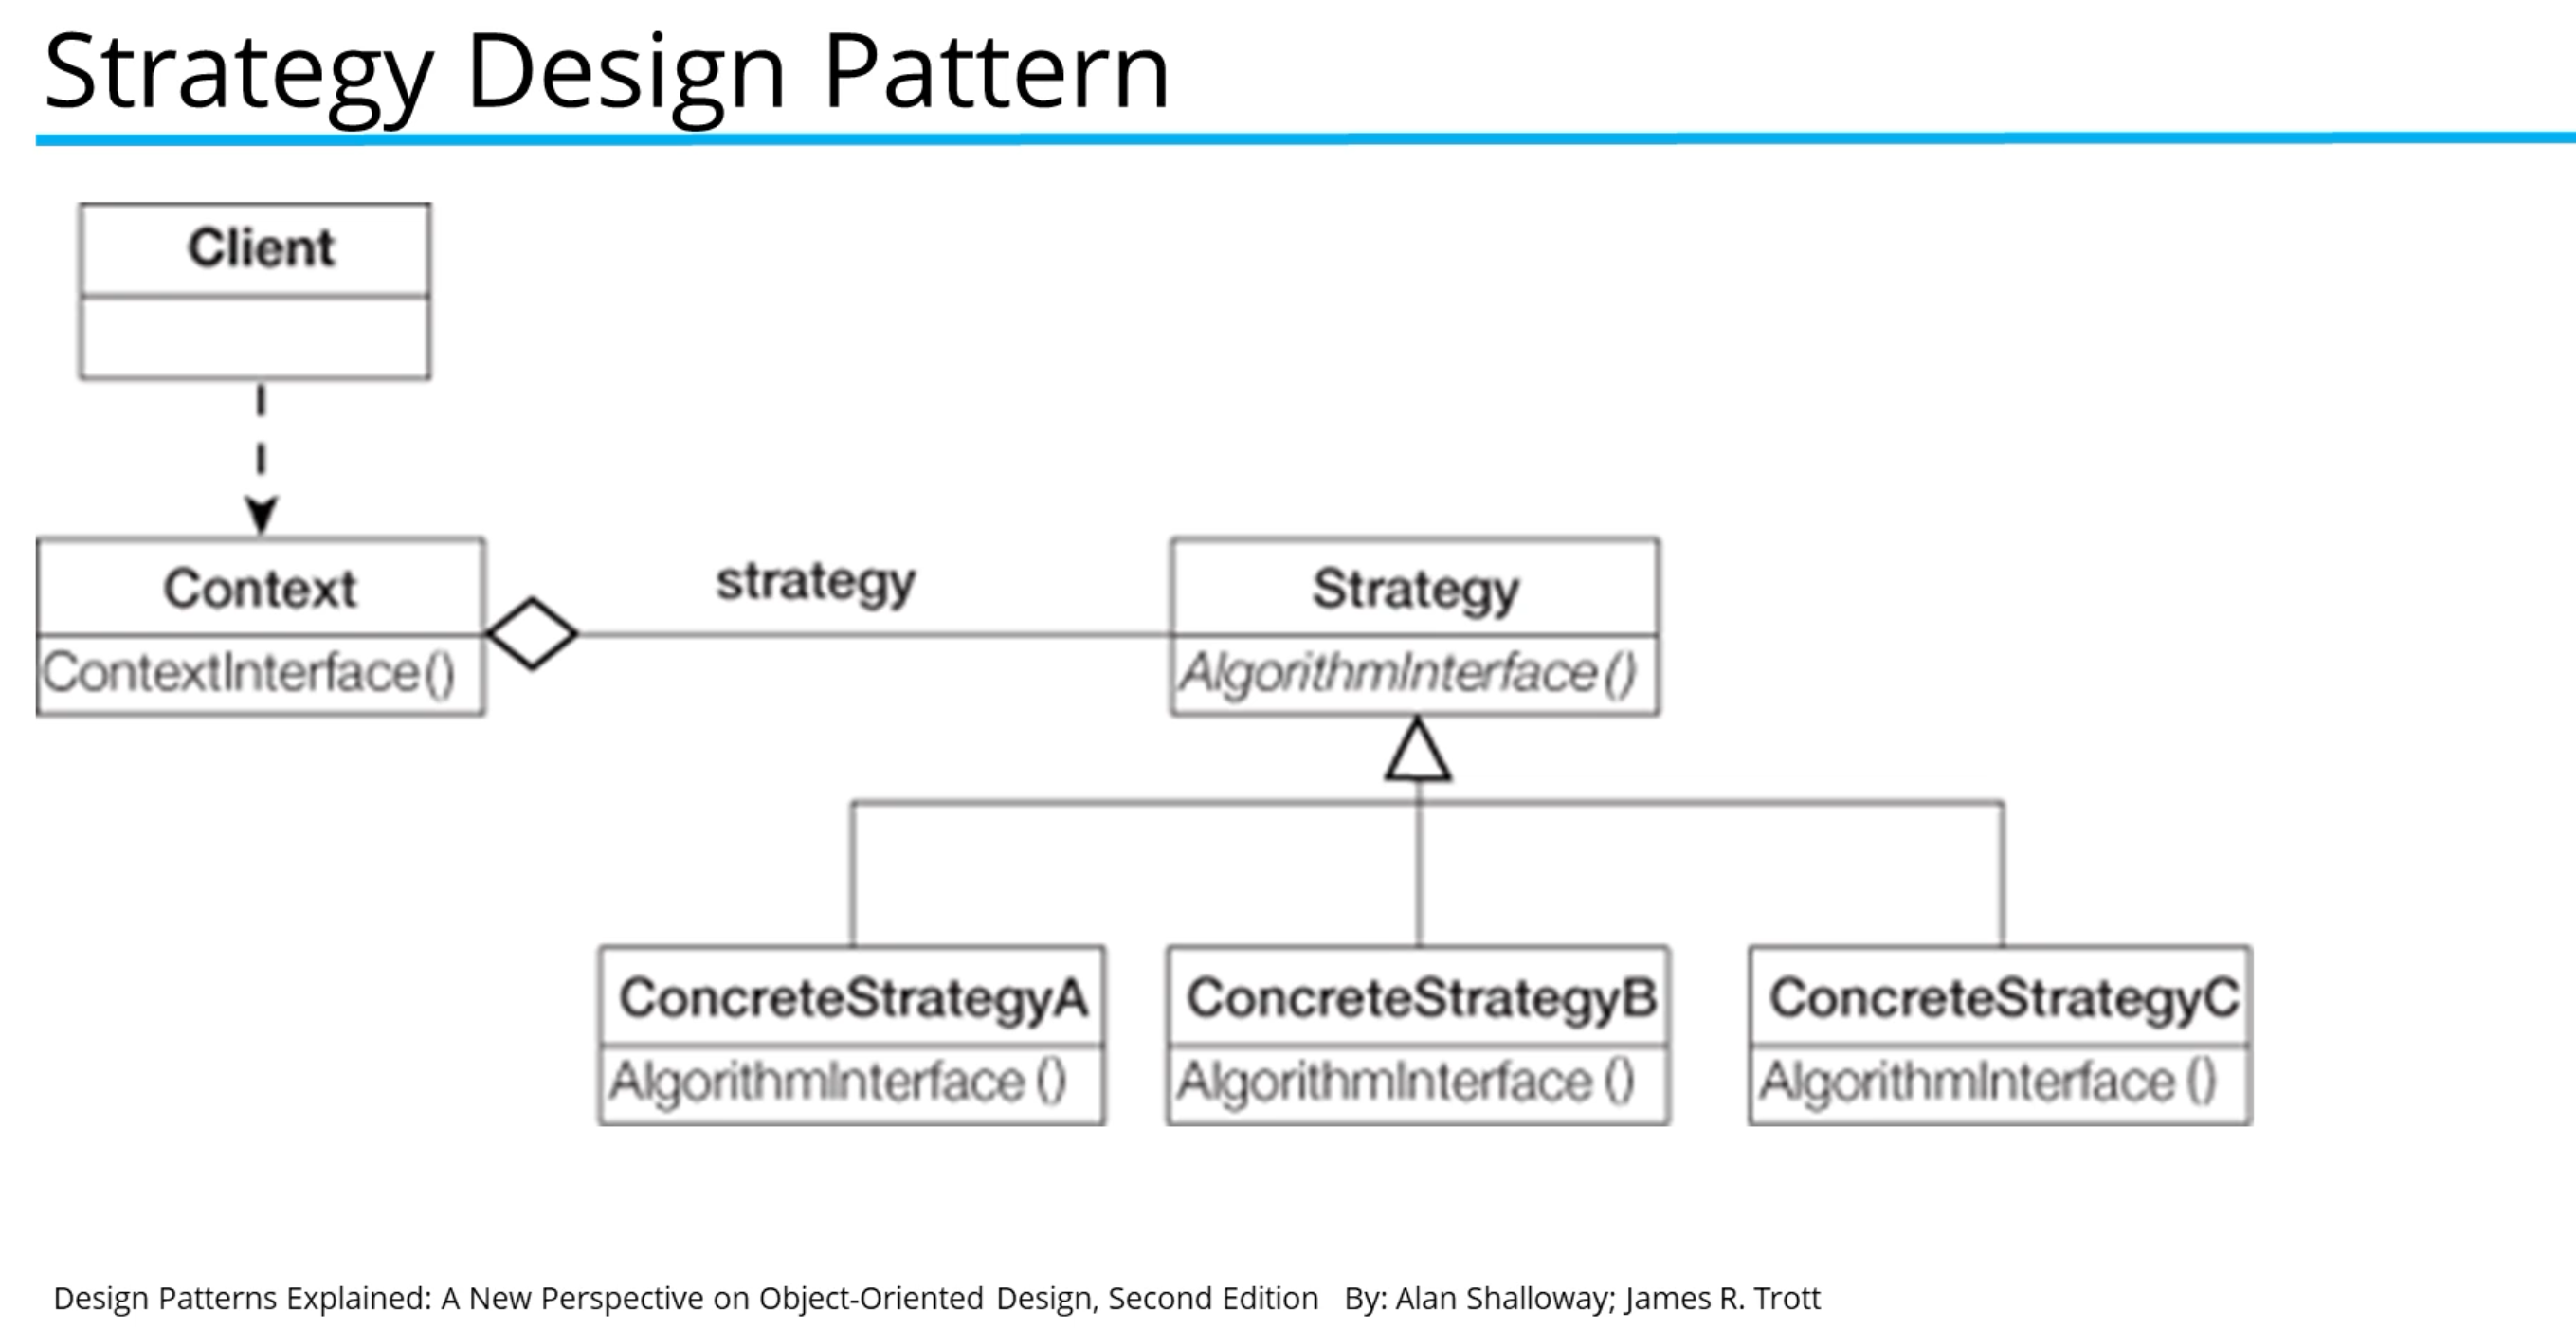 Strategy Design Pattern
Client
Context
ContextInterface()
strategy
Strategy
AlgorithmInterface()
ConcreteStrategyA
AlgorithmInterface ()
ConcreteStrategyB
AlgorithmInterface ()
ConcreteStrategyC
AlgorithmInterface ()
Design Patterns Explained: A New Perspective on Object-Oriented Design, Second Edition By: Alan Shalloway; James R. Trott